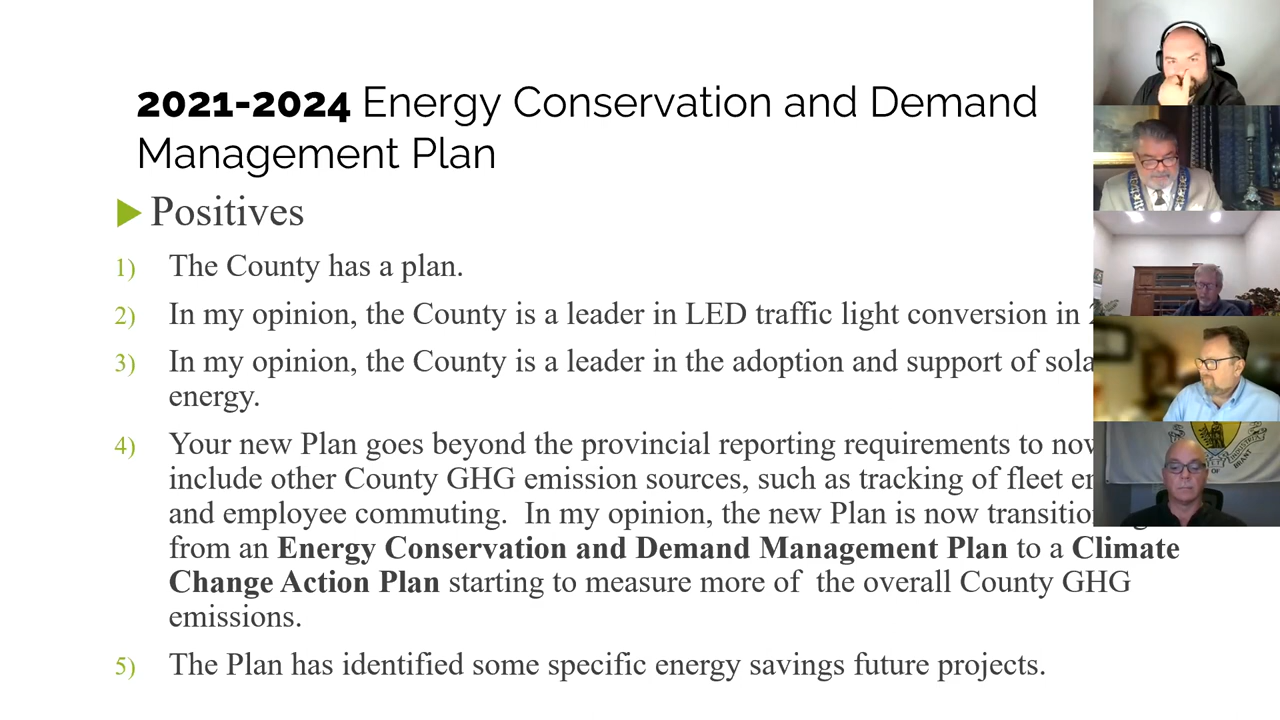 2021-2024 Energy Conservation and Demand
Management Plan
Positives
1) The County has a plan.
2) In my opinion, the County is a leader in LED traffic light conversion in
3) In my opinion, the County is a leader in the adoption and support of
energy.
4) Your new Plan goes beyond the provincial reporting requirements to
include other County GHG emission sources, such as tracking of fleet
and employee commuting. In my opinion, the new Plan is now
from an Energy Conservation and Demand Management Plan to a Climate
Change Action Plan starting to measure more of the overall County GHG
emissions.
5) The Plan has identified some specific energy savings future projects.
OF BRANT